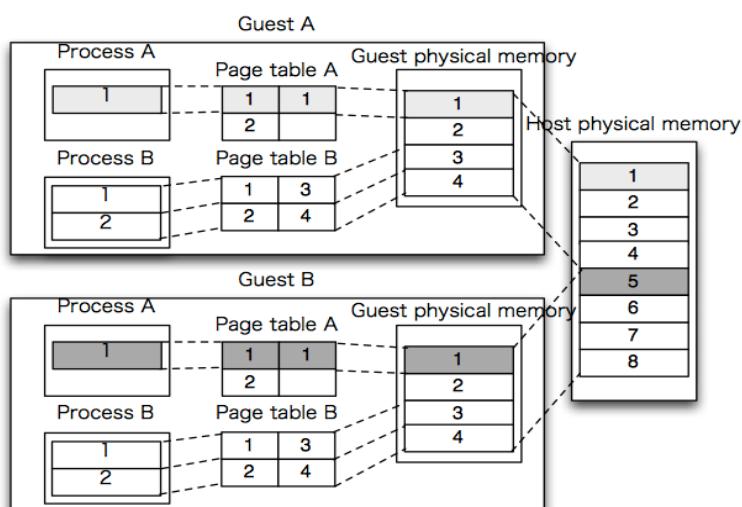 Guest A
Process A
Page table A
Guest physical memory
1
1 1
2
1
2
3
4
Process B
Page table B
1
2
1 3
2 4
Host physical memory
1
2
3
4
5
6
7
8
Guest B
Process A
Page table A
Guest physical memory
1
1 1
2
1
2
3
4
Process B
Page table B
1
2
1 3
2 4